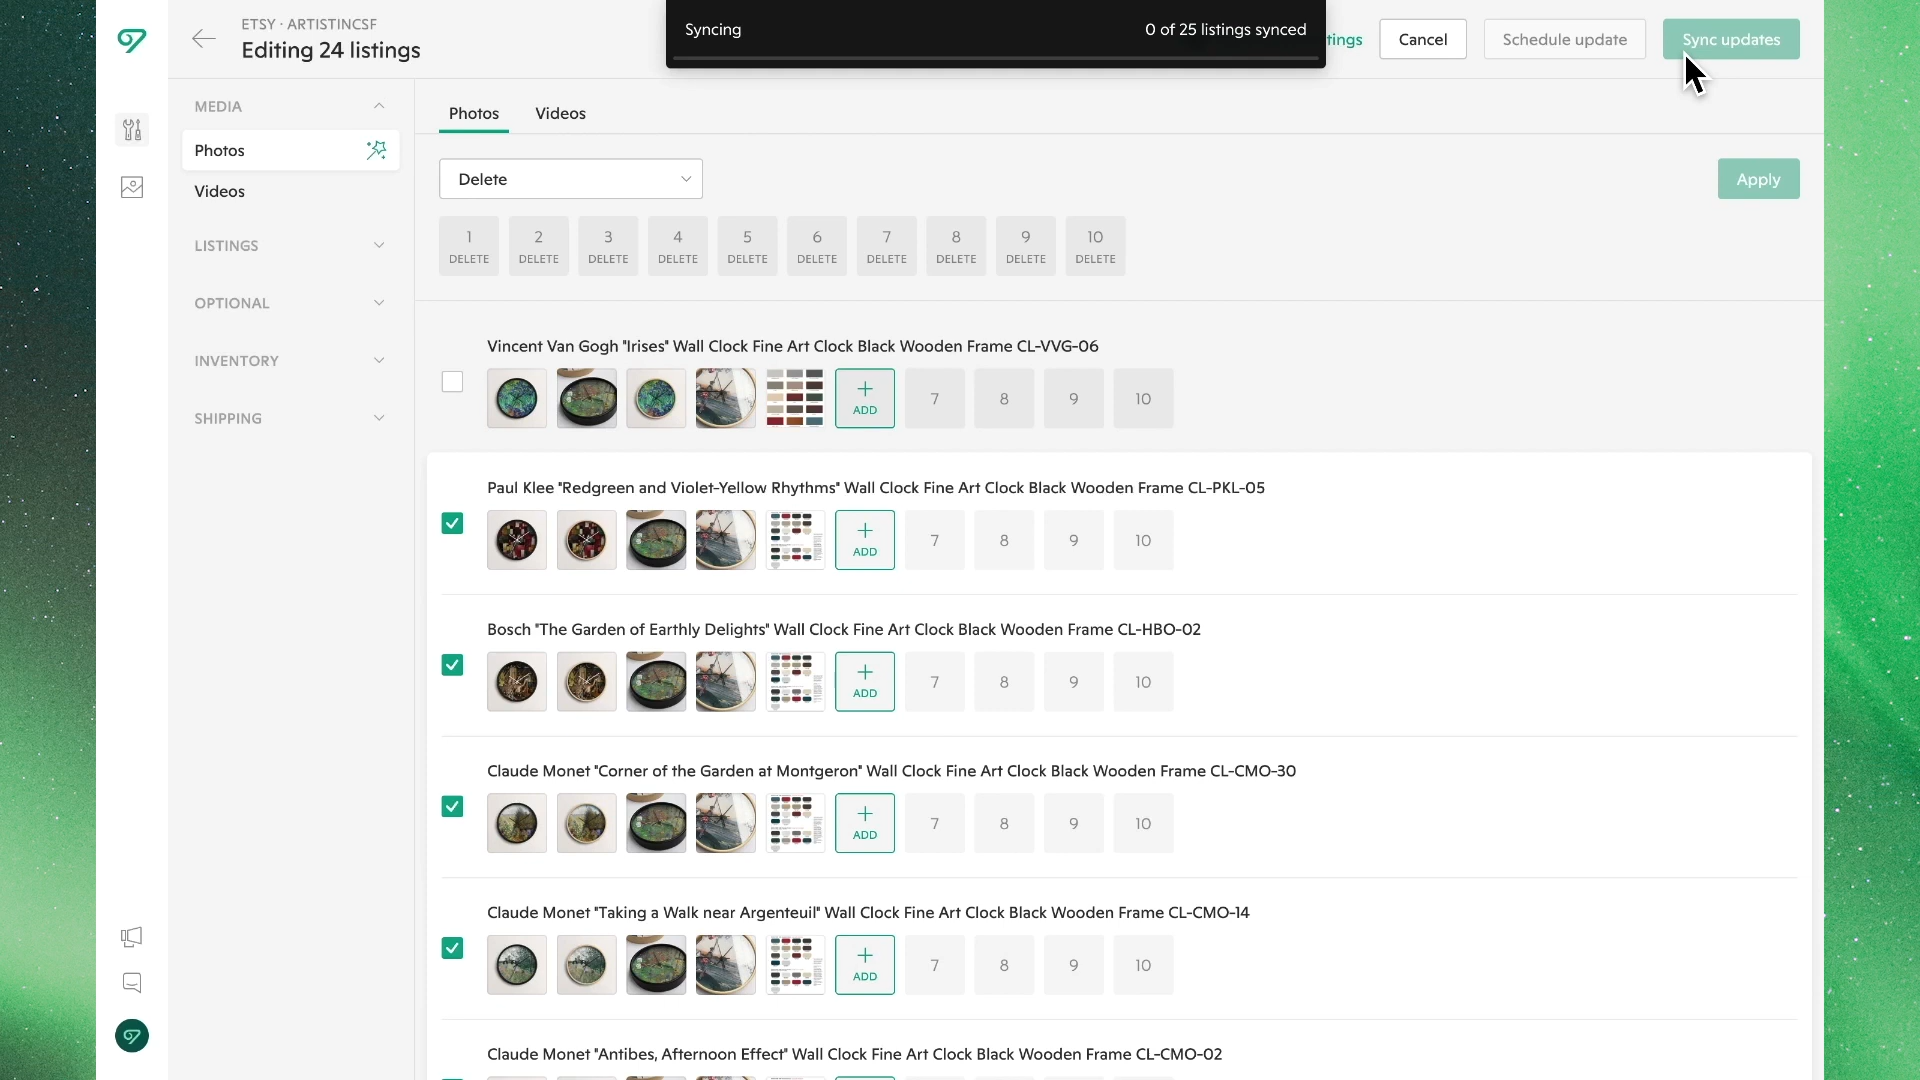 ETSY · ARTISTINCSF
Editing 24 listings
Syncing
0 of 25 listings synced
tings
Cancel
Schedule update
Sync updates
MEDIA
Photos
Videos
LISTINGS
OPTIONAL
INVENTORY
SHIPPING
Photos
Videos
Delete
Apply
1 2 3 4 5 6 7 8 9 10
DELETE DELETE DELETE DELETE DELETE DELETE DELETE DELETE DELETE DELETE
Vincent Van Gogh "Irises" Wall Clock Fine Art Clock Black Wooden Frame CL-VVG-06
+ ADD 7 8 9 10
Paul Klee "Redgreen and Violet-Yellow Rhythms" Wall Clock Fine Art Clock Black Wooden Frame CL-PKL-05
+ ADD 7 8 9 10
Bosch "The Garden of Earthly Delights" Wall Clock Fine Art Clock Black Wooden Frame CL-HBO-02
+ ADD 7 8 9 10
Claude Monet "Corner of the Garden at Montgeron" Wall Clock Fine Art Clock Black Wooden Frame CL-CMO-30
+ ADD 7 8 9 10
Claude Monet "Taking a Walk near Argenteuil" Wall Clock Fine Art Clock Black Wooden Frame CL-CMO-14
+ ADD 7 8 9 10
Claude Monet "Antibes, Afternoon Effect" Wall Clock Fine Art Clock Black Wooden Frame CL-CMO-02